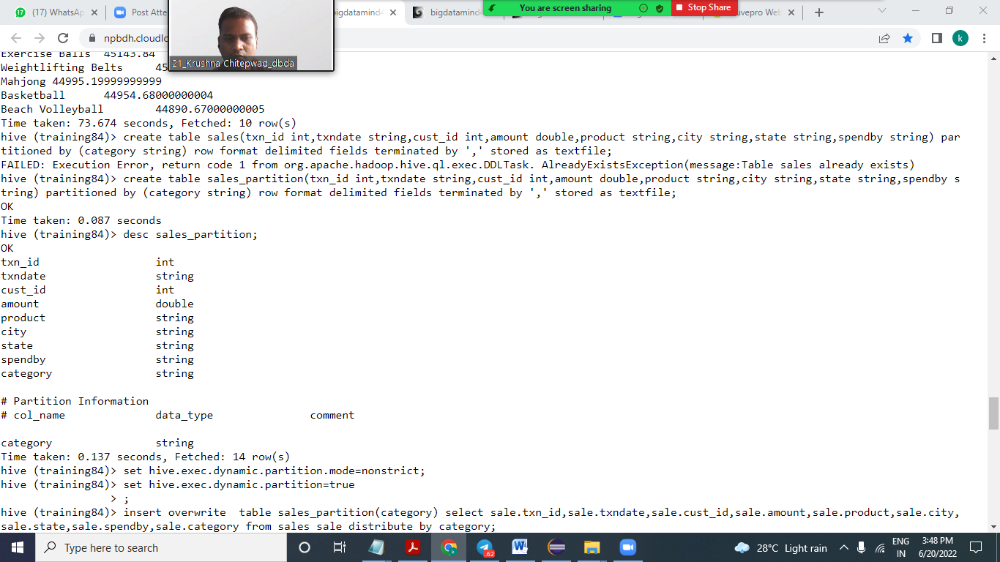 (17) WhatsAp
Post Atte
bigdatamind
bigdatamind
You are screen sharing
Stop Share
uvepro Web
npbdh.cloudlo
k
21_Krushna Chitepwad_dbda
Exercise Balls 45143.84
Weightlifting Belts 45
Mahjong 44995.19999999999
Basketball 44954.68000000004
Beach Volleyball 44890.67000000005
Time taken: 73.674 seconds, Fetched: 10 row(s)
hive (training84)> create table sales(txn_id int,txndate string,cust_id int,amount double,product string,city string,state string,spendby string) par
titioned by (category string) row format delimited fields terminated by ',' stored as textfile;
FAILED: Execution Error, return code 1 from org.apache.hadoop.hive.ql.exec.DDLTask. AlreadyExistsException(message:Table sales already exists)
hive (training84)> create table sales_partition(txn_id int,txndate string,cust_id int,amount double,product string,city string,state string,spendby s
tring) partitioned by (category string) row format delimited fields terminated by ',' stored as textfile;
OK
Time taken: 0.087 seconds
hive (training84)> desc sales_partition;
OK
txn_id int
txndate string
cust_id int
amount double
product string
city string
state string
spendby string
category string
# Partition Information
# col_name data_type comment
category string
Time taken: 0.137 seconds, Fetched: 14 row(s)
hive (training84)> set hive.exec.dynamic.partition.mode=nonstrict;
hive (training84)> set hive.exec.dynamic.partition=true
> ;
hive (training84)> insert overwrite  table sales_partition(category) select sale.txn_id,sale.txndate,sale.cust_id,sale.amount,sale.product,sale.city,
sale.state,sale.spendby,sale.category from sales sale distribute by category;
Type here to search
.62
28°C Light rain
ENG
IN
3:48 PM
6/20/2022